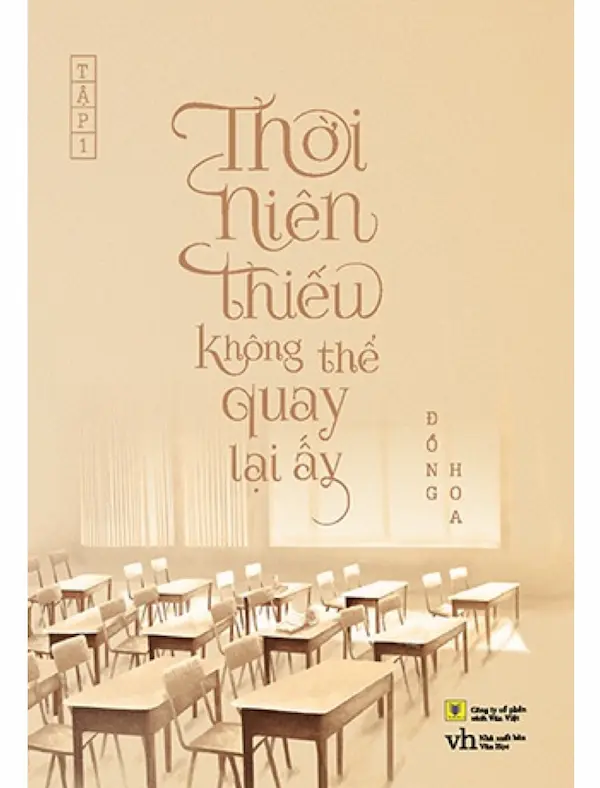 TẬP 1
Thời
Niên
thiếu
không thể
quay
lại ấy
ĐỒNG
HOA
Công ty cổ phần
sách Văn Việt
vh
Nhà xuất bản
Văn Học